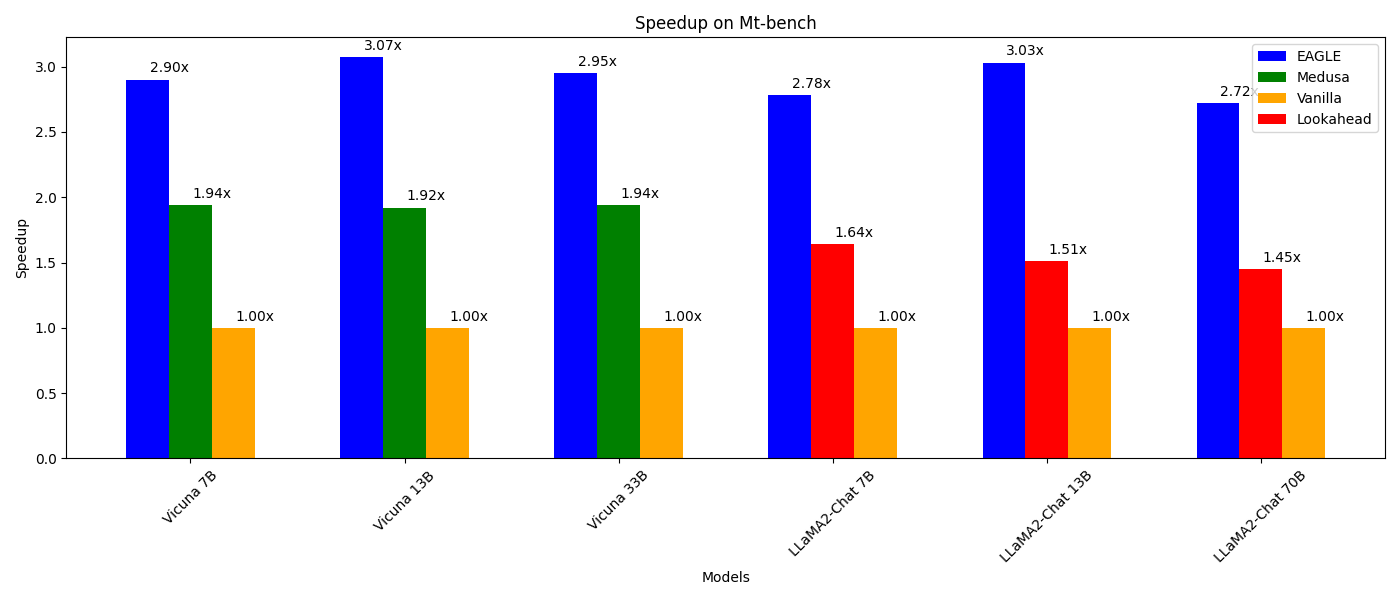 Speedup on Mt-bench
EAGLE
Medusa
Vanilla
Lookahead
Speedup
3.0
2.5
2.0
1.5
1.0
0.5
0.0
2.90x
1.94x
1.00x
3.07x
1.92x
1.00x
2.95x
1.94x
1.00x
2.78x
1.64x
1.00x
3.03x
1.51x
1.00x
2.72x
1.45x
1.00x
Vicuna 7B
Vicuna 13B
Vicuna 33B
LLaMA2-Chat 7B
LLaMA2-Chat 13B
LLaMA2-Chat 70B
Models